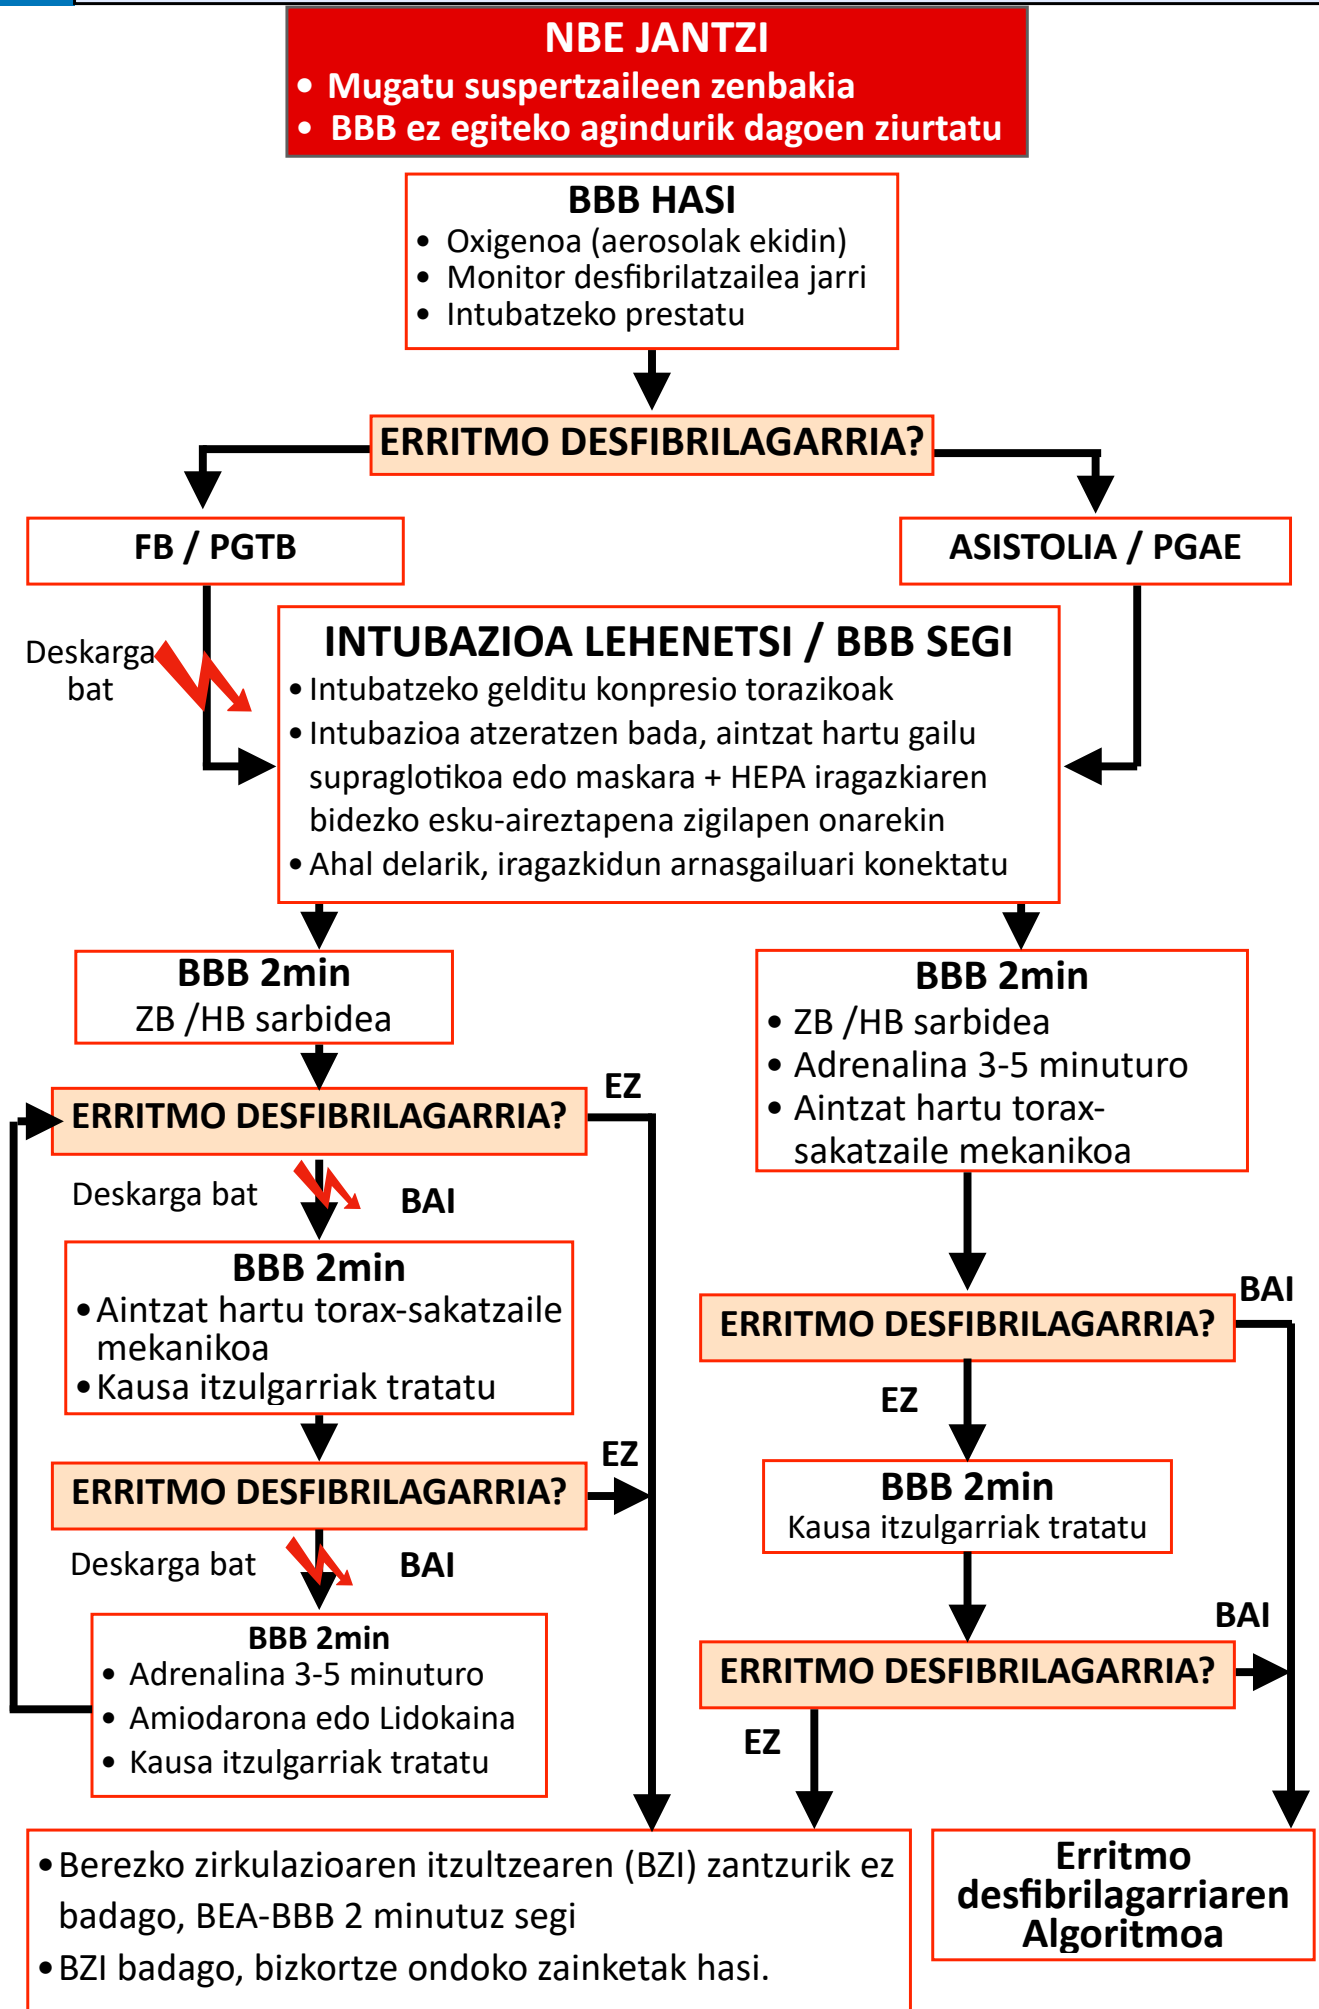 NBE JANTZI
• Mugatu suspertzaileen zenbakia
• BBB ez egiteko agindurik dagoen ziurtatu
BBB HASI
• Oxigenoa (aerosolak ekidin)
• Monitor desfibrilatzailea jarri
• Intubatzeko prestatu
ERRITMO DESFIBRILAGARRIA?
FB / PGTB
ASISTOLIA / PGAE
Deskarga
bat
INTUBAZIOA LEHENETSI / BBB SEGI
• Intubatzeko gelditu konpresio torazikoak
• Intubazioa atzeratzen bada, aintzat hartu gailu
supraglotikoa edo maskara + HEPA iragazkiaren
bidezko esku-aireztapena zigilapen onarekin
• Ahal delarik, iragazkidun arnasgailuari konektatu
BBB 2min
ZB /HB sarbidea
ERRITMO DESFIBRILAGARRIA?
EZ
Deskarga bat
BAI
BBB 2min
• Aintzat hartu torax-sakatzaile
mekanikoa
• Kausa itzulgarriak tratatu
ERRITMO DESFIBRILAGARRIA?
EZ
Deskarga bat
BAI
BBB 2min
• Adrenalina 3-5 minuturo
• Amiodarona edo Lidokaina
• Kausa itzulgarriak tratatu
BBB 2min
• ZB /HB sarbidea
• Adrenalina 3-5 minuturo
• Aintzat hartu torax-
sakatzaile mekanikoa
ERRITMO DESFIBRILAGARRIA?
BAI
EZ
BBB 2min
Kausa itzulgarriak tratatu
ERRITMO DESFIBRILAGARRIA?
BAI
EZ
• Berezko zirkulazioaren itzultzearen (BZI) zantzurik ez
badago, BEA-BBB 2 minutuz segi
• BZI badago, bizkortze ondoko zainketak hasi.
Erritmo
desfibrilagarriaren
Algoritmoa